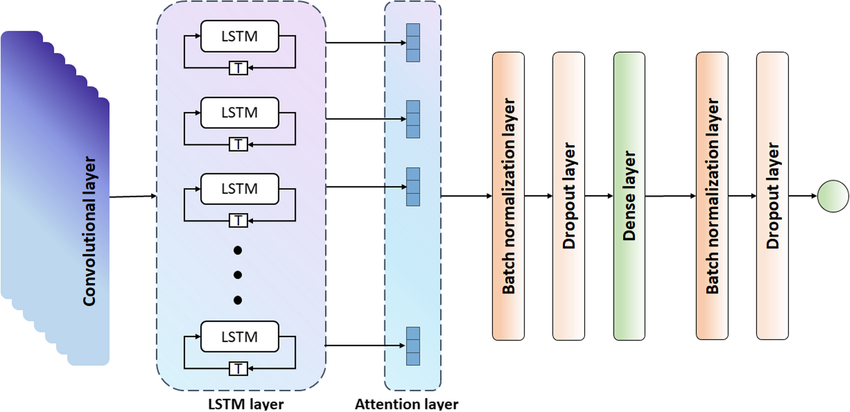 Convolutional layer
LSTM
T
LSTM
T
LSTM
T
LSTM
T
LSTM layer
Attention layer
Batch normalization layer
Dropout layer
Dense layer
Batch normalization layer
Dropout layer